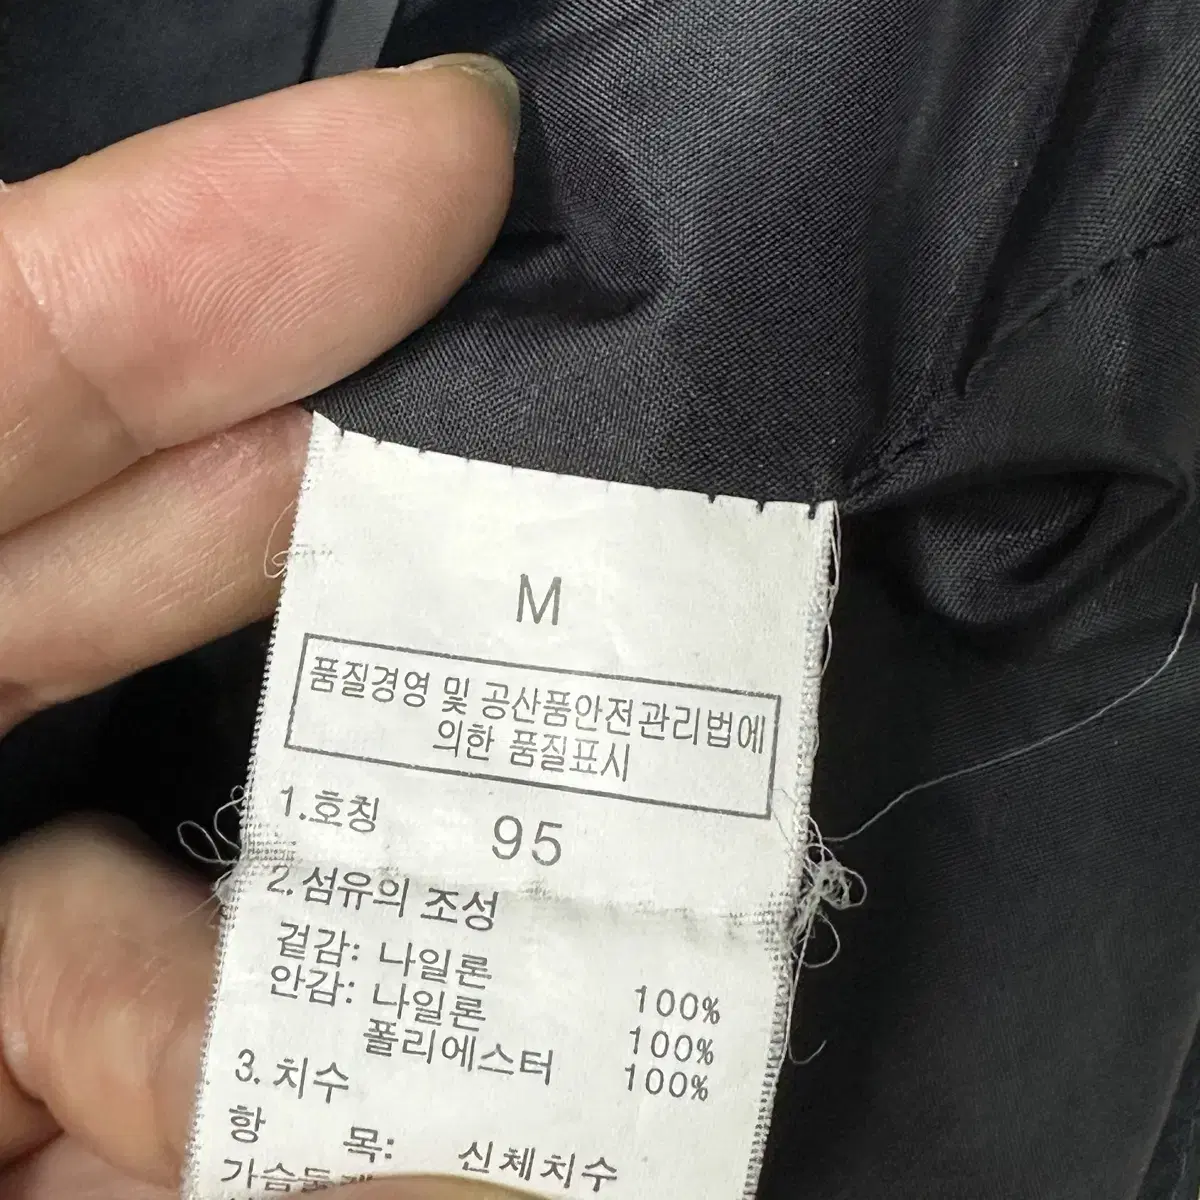 M
품질경영 및 공산품안전관리법에
의한 품질표시
1.호칭 95
2.섬유의 조성
겉감: 나일론 100%
안감: 나일론 100%
폴리에스터 100%
3.치수
항 목: 신체치수